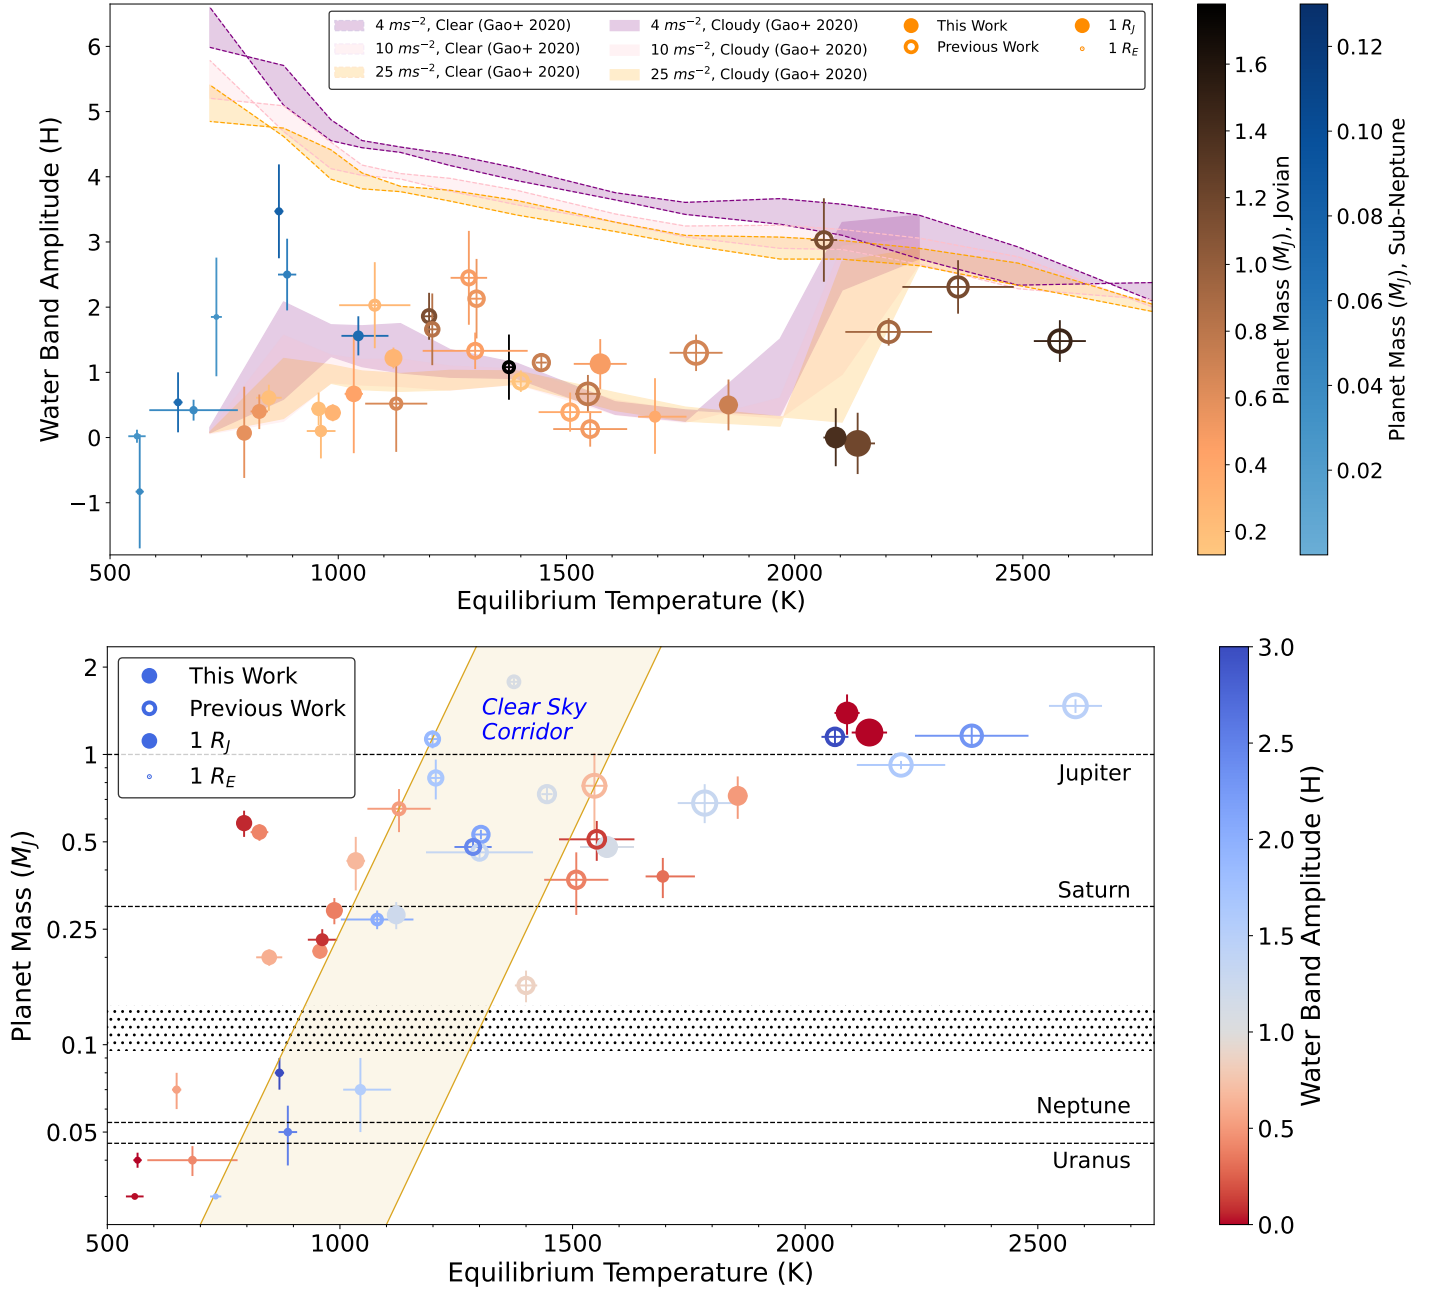 6
5
4
3
2
1
0
−1
Water Band Amplitude (H)
4 ms⁻², Clear (Gao+ 2020)
10 ms⁻², Clear (Gao+ 2020)
25 ms⁻², Clear (Gao+ 2020)
4 ms⁻², Cloudy (Gao+ 2020)
10 ms⁻², Cloudy (Gao+ 2020)
25 ms⁻², Cloudy (Gao+ 2020)
This Work
Previous Work
1 R_J
1 R_E
500 1000 1500 2000 2500
Equilibrium Temperature (K)
1.6
1.4
1.2
1.0
0.8
0.6
0.4
0.2
Planet Mass (M_J), Jovian
0.12
0.10
0.08
0.06
0.04
0.02
Planet Mass (M_J), Sub-Neptune
2
1
0.5
0.25
0.1
0.05
Planet Mass (M_J)
This Work
Previous Work
1 R_J
1 R_E
Clear Sky
Corridor
Jupiter
Saturn
Neptune
Uranus
500 1000 1500 2000 2500
Equilibrium Temperature (K)
3.0
2.5
2.0
1.5
1.0
0.5
0.0
Water Band Amplitude (H)